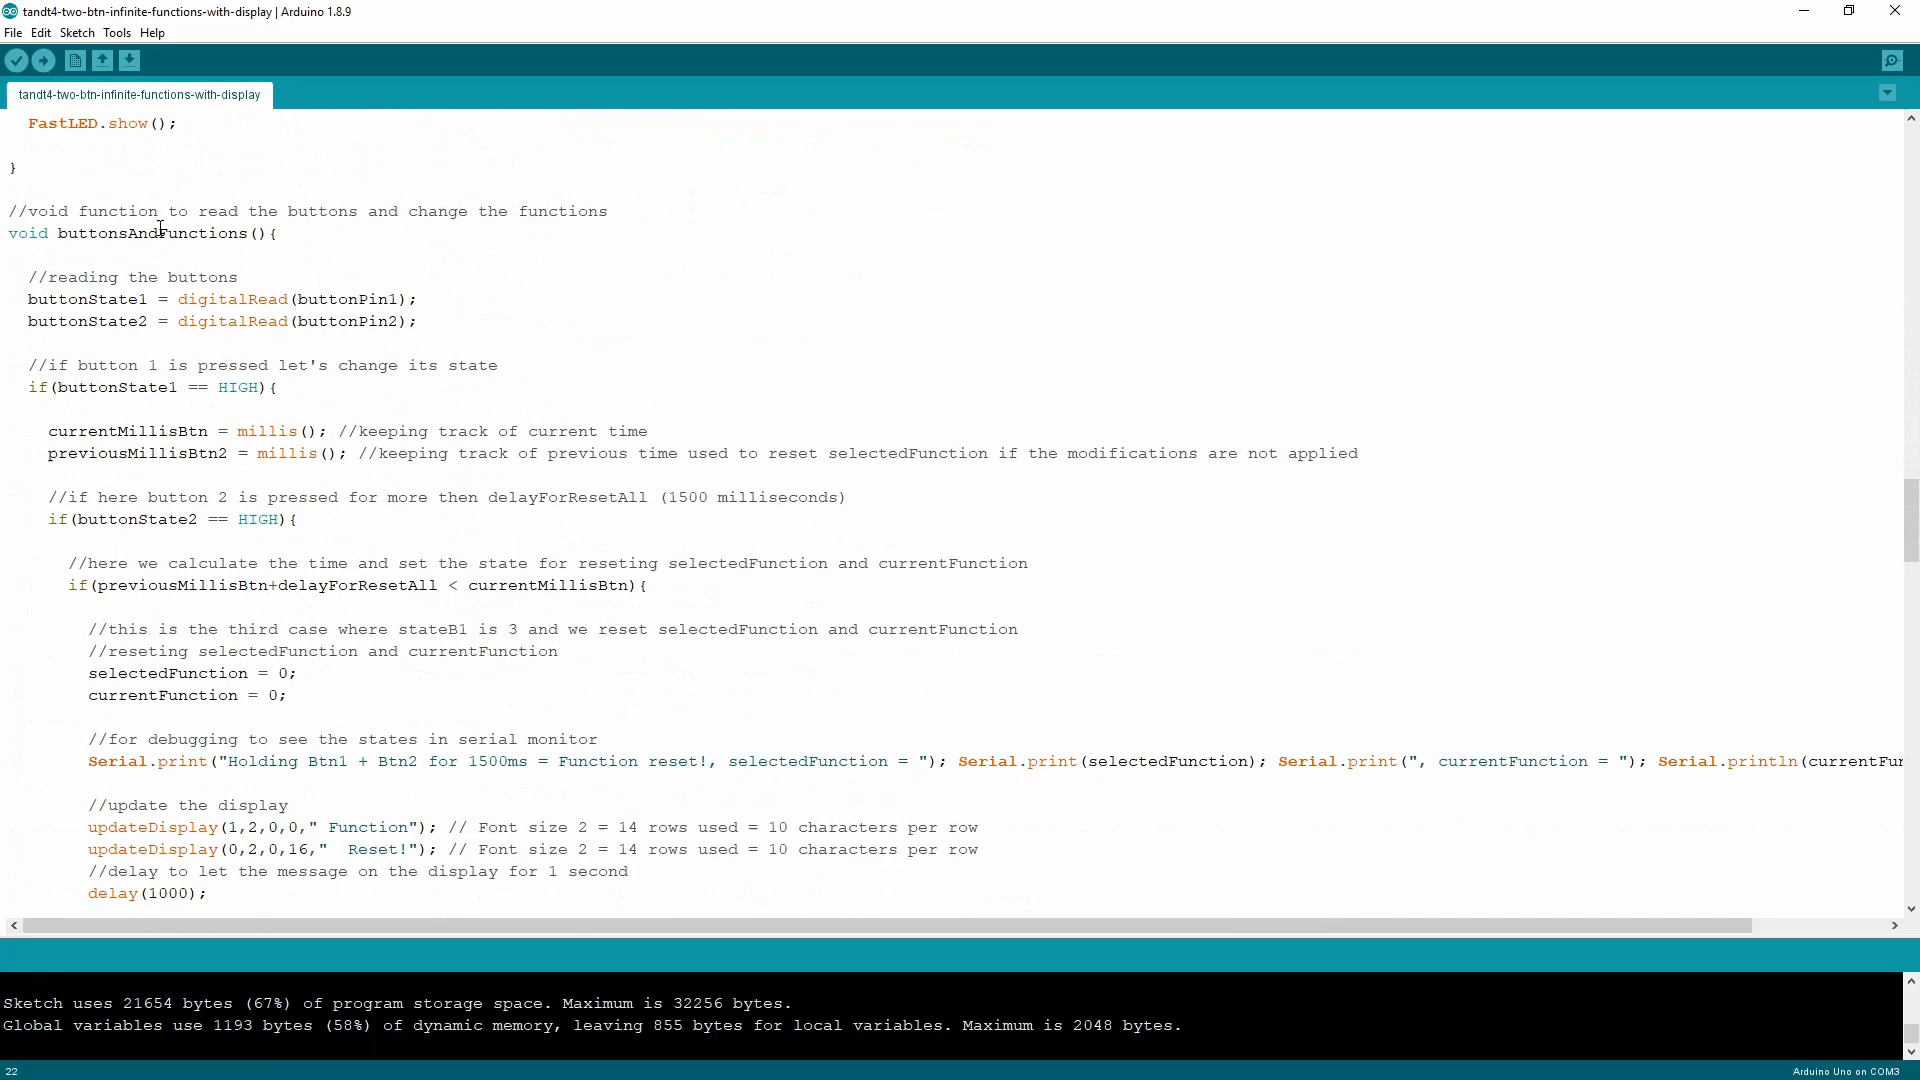 tandt4-two-btn-infinite-functions-with-display | Arduino 1.8.9
File Edit Sketch Tools Help
tandt4-two-btn-infinite-functions-with-display
FastLED.show();
}
//void function to read the buttons and change the functions
void buttonsAndFunctions(){
//reading the buttons
buttonState1 = digitalRead(buttonPin1);
buttonState2 = digitalRead(buttonPin2);
//if button 1 is pressed let's change its state
if(buttonState1 == HIGH){
currentMillisBtn = millis(); //keeping track of current time
previousMillisBtn2 = millis(); //keeping track of previous time used to reset selectedFunction if the modifications are not applied
//if here button 2 is pressed for more then delayForResetAll (1500 milliseconds)
if(buttonState2 == HIGH){
//here we calculate the time and set the state for reseting selectedFunction and currentFunction
if(previousMillisBtn+delayForResetAll < currentMillisBtn){
//this is the third case where stateB1 is 3 and we reset selectedFunction and currentFunction
//reseting selectedFunction and currentFunction
selectedFunction = 0;
currentFunction = 0;
//for debugging to see the states in serial monitor
Serial.print("Holding Btn1 + Btn2 for 1500ms = Function reset!, selectedFunction = "); Serial.print(selectedFunction); Serial.print(", currentFunction = "); Serial.println(currentFun
//update the display
updateDisplay(1,2,0,0," Function"); // Font size 2 = 14 rows used = 10 characters per row
updateDisplay(0,2,0,16,"  Reset!"); // Font size 2 = 14 rows used = 10 characters per row
//delay to let the message on the display for 1 second
delay(1000);
Sketch uses 21654 bytes (67%) of program storage space. Maximum is 32256 bytes.
Global variables use 1193 bytes (58%) of dynamic memory, leaving 855 bytes for local variables. Maximum is 2048 bytes.
22
Arduino Uno on COM3